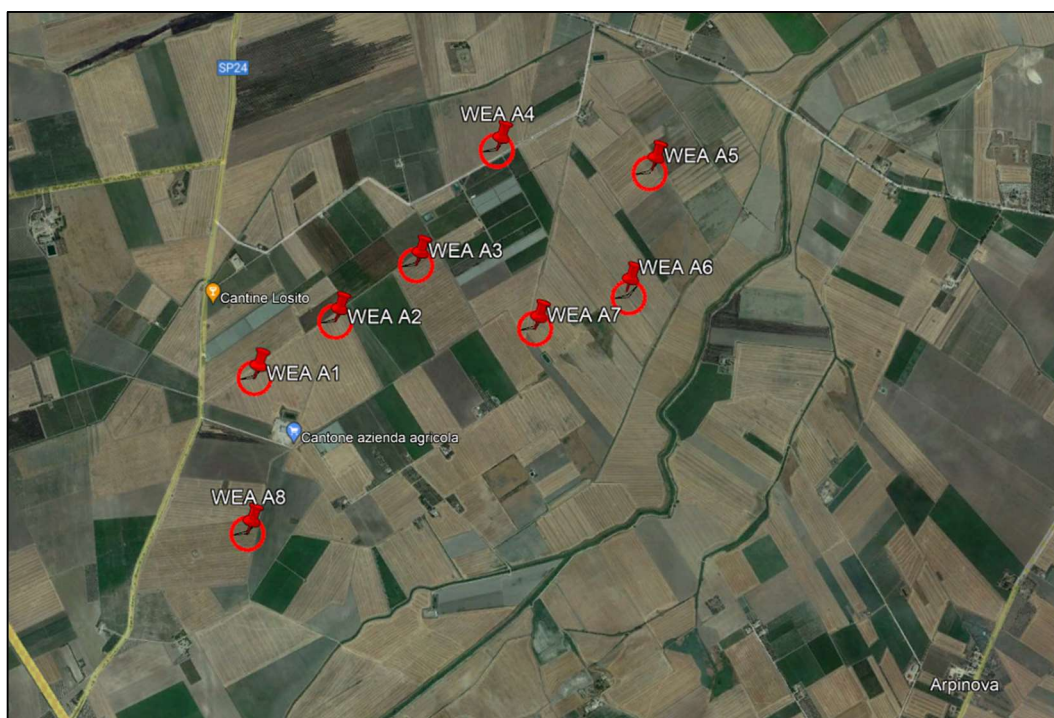 SP24
WEA A4
WEA A5
WEA A3
WEA A6
Cantine Losito
WEA A2
WEA A7
WEA A1
Cantone azienda agricola
WEA A8
Arpinova